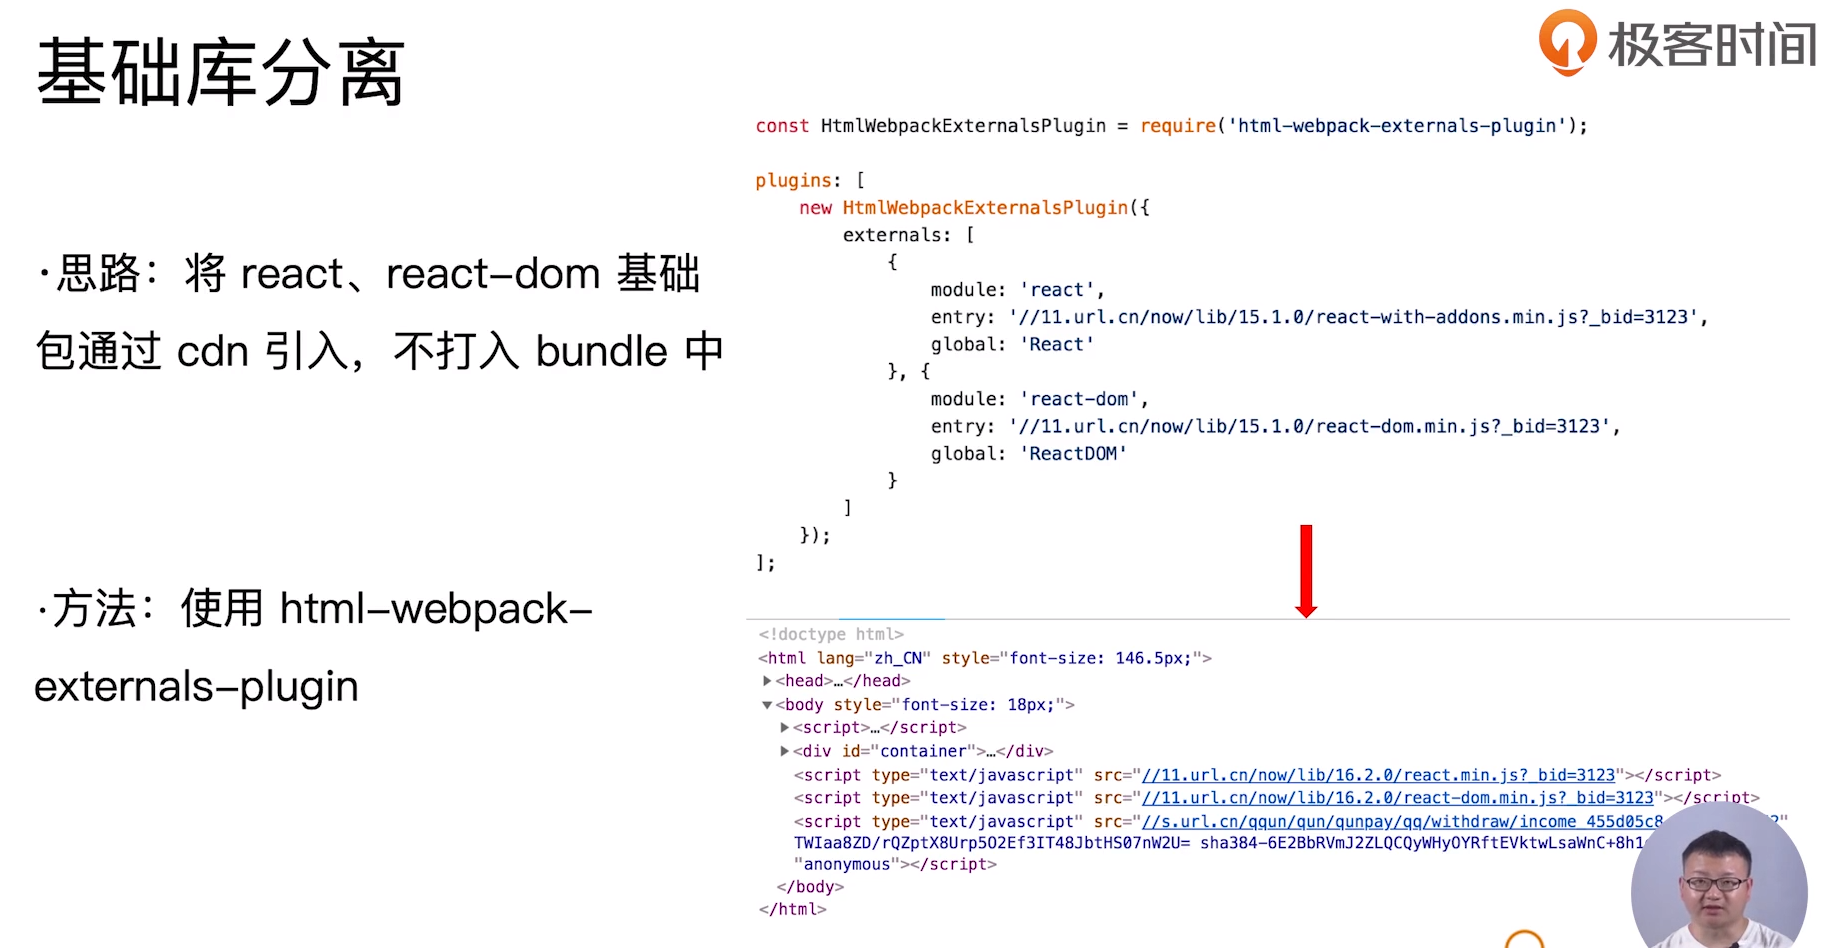 基础库分离
极客时间
·思路：将 react、react-dom 基础
包通过 cdn 引入，不打入 bundle 中
·方法：使用 html-webpack-
externals-plugin
const HtmlWebpackExternalsPlugin = require('html-webpack-externals-plugin');
plugins: [
new HtmlWebpackExternalsPlugin({
externals: [
{
module: 'react',
entry: '//11.url.cn/now/lib/15.1.0/react-with-addons.min.js?_bid=3123',
global: 'React'
}, {
module: 'react-dom',
entry: '//11.url.cn/now/lib/15.1.0/react-dom.min.js?_bid=3123',
global: 'ReactDOM'
}
]
});
];
<!doctype html>
<html lang="zh_CN" style="font-size: 146.5px;">
<head>…</head>
<body style="font-size: 18px;">
<script>…</script>
<div id="container">…</div>
<script type="text/javascript" src="//11.url.cn/now/lib/16.2.0/react.min.js?_bid=3123"></script>
<script type="text/javascript" src="//11.url.cn/now/lib/16.2.0/react-dom.min.js?_bid=3123"></script>
<script type="text/javascript" src="//s.url.cn/qqun/qun/qunpay/qq/withdraw/income_455d05c8
TWIaa8ZD/rQZptX8Urp5O2Ef3IT48JbtHS07nW2U= sha384-6E2BbRVmJ2ZLQCQyWHyOYRftEVktwLsaWnC+8h1
"anonymous"></script>
</body>
</html>